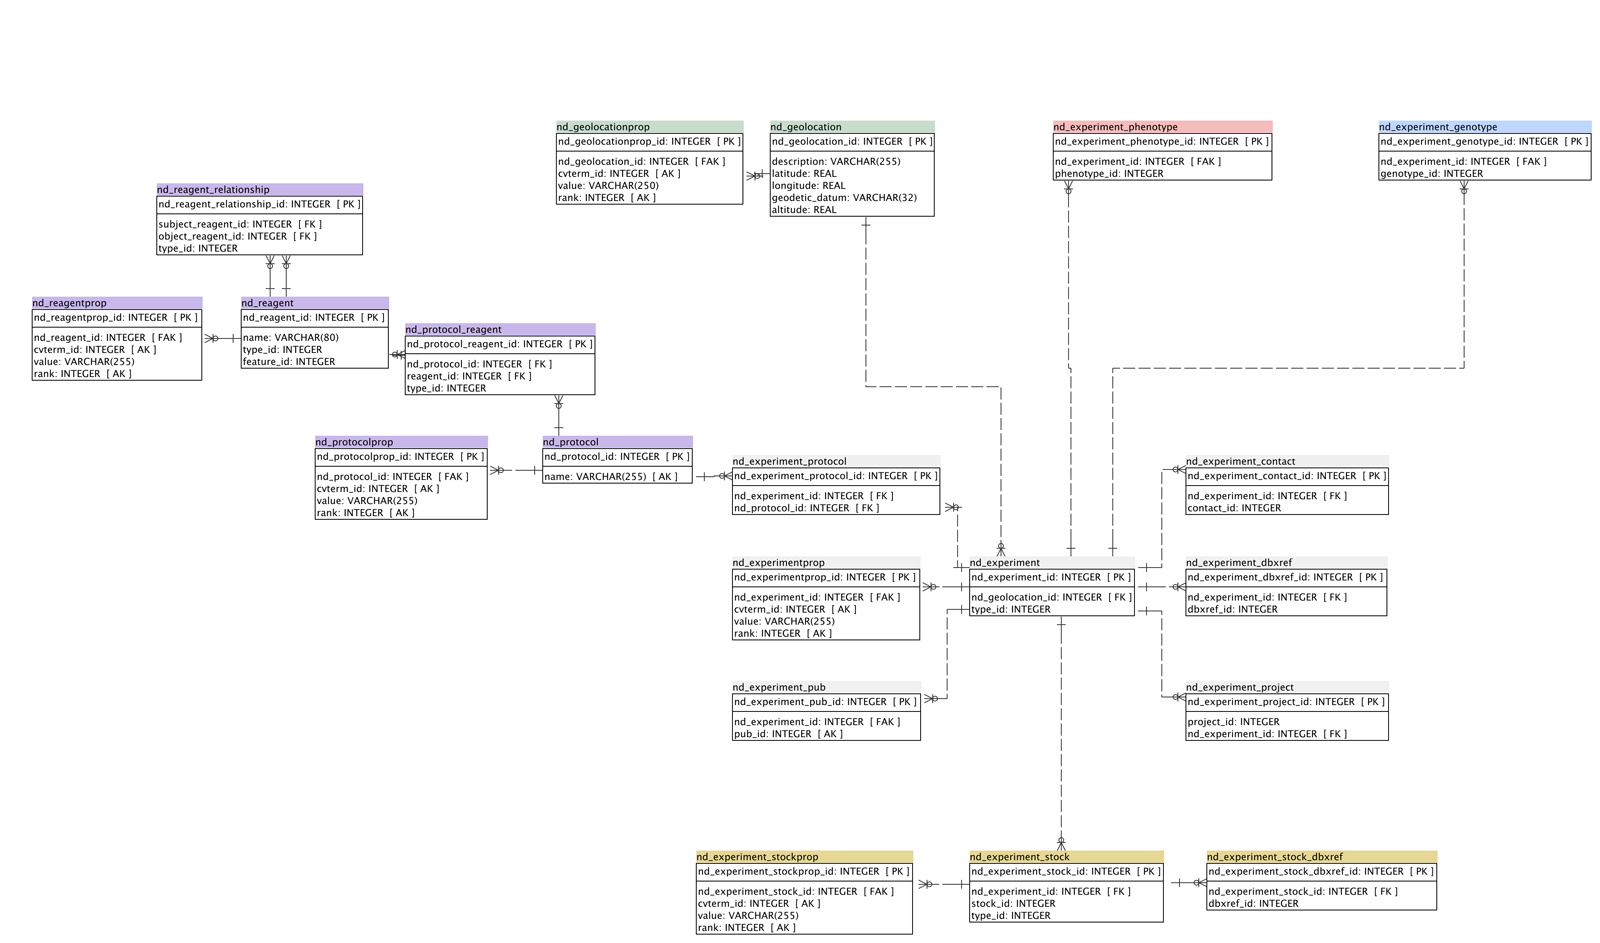 nd_geolocationprop
nd_geolocationprop_id: INTEGER [ PK ]
nd_geolocation_id: INTEGER [ FAK ]
cvterm_id: INTEGER [ AK ]
value: VARCHAR(250)
rank: INTEGER [ AK ]
nd_geolocation
nd_geolocation_id: INTEGER [ PK ]
description: VARCHAR(255)
latitude: REAL
longitude: REAL
geodetic_datum: VARCHAR(32)
altitude: REAL
nd_experiment_phenotype
nd_experiment_phenotype_id: INTEGER [ PK ]
nd_experiment_id: INTEGER [ FAK ]
phenotype_id: INTEGER
nd_experiment_genotype
nd_experiment_genotype_id: INTEGER [ PK ]
nd_experiment_id: INTEGER [ FAK ]
genotype_id: INTEGER
nd_reagent_relationship
nd_reagent_relationship_id: INTEGER [ PK ]
subject_reagent_id: INTEGER [ FK ]
object_reagent_id: INTEGER [ FK ]
type_id: INTEGER
nd_reagentprop
nd_reagentprop_id: INTEGER [ PK ]
nd_reagent_id: INTEGER [ FAK ]
cvterm_id: INTEGER [ AK ]
value: VARCHAR(255)
rank: INTEGER [ AK ]
nd_reagent
nd_reagent_id: INTEGER [ PK ]
name: VARCHAR(80)
type_id: INTEGER
feature_id: INTEGER
nd_protocol_reagent
nd_protocol_reagent_id: INTEGER [ PK ]
nd_protocol_id: INTEGER [ FK ]
reagent_id: INTEGER [ FK ]
type_id: INTEGER
nd_protocolprop
nd_protocolprop_id: INTEGER [ PK ]
nd_protocol_id: INTEGER [ FAK ]
cvterm_id: INTEGER [ AK ]
value: VARCHAR(255)
rank: INTEGER [ AK ]
nd_protocol
nd_protocol_id: INTEGER [ PK ]
name: VARCHAR(255) [ AK ]
nd_experiment_protocol
nd_experiment_protocol_id: INTEGER [ PK ]
nd_experiment_id: INTEGER [ FK ]
nd_protocol_id: INTEGER [ FK ]
nd_experiment_contact
nd_experiment_contact_id: INTEGER [ PK ]
nd_experiment_id: INTEGER [ FK ]
contact_id: INTEGER
nd_experimentprop
nd_experimentprop_id: INTEGER [ PK ]
nd_experiment_id: INTEGER [ FAK ]
cvterm_id: INTEGER [ AK ]
value: VARCHAR(255)
rank: INTEGER [ AK ]
nd_experiment
nd_experiment_id: INTEGER [ PK ]
nd_geolocation_id: INTEGER [ FK ]
type_id: INTEGER
nd_experiment_dbxref
nd_experiment_dbxref_id: INTEGER [ PK ]
nd_experiment_id: INTEGER [ FK ]
dbxref_id: INTEGER
nd_experiment_pub
nd_experiment_pub_id: INTEGER [ PK ]
nd_experiment_id: INTEGER [ FAK ]
pub_id: INTEGER [ AK ]
nd_experiment_project
nd_experiment_project_id: INTEGER [ PK ]
project_id: INTEGER
nd_experiment_id: INTEGER [ FK ]
nd_experiment_stockprop
nd_experiment_stockprop_id: INTEGER [ PK ]
nd_experiment_stock_id: INTEGER [ FAK ]
cvterm_id: INTEGER [ AK ]
value: VARCHAR(255)
rank: INTEGER [ AK ]
nd_experiment_stock
nd_experiment_stock_id: INTEGER [ PK ]
nd_experiment_id: INTEGER [ FK ]
stock_id: INTEGER
type_id: INTEGER
nd_experiment_stock_dbxref
nd_experiment_stock_dbxref_id: INTEGER [ PK ]
nd_experiment_stock_id: INTEGER [ FK ]
dbxref_id: INTEGER